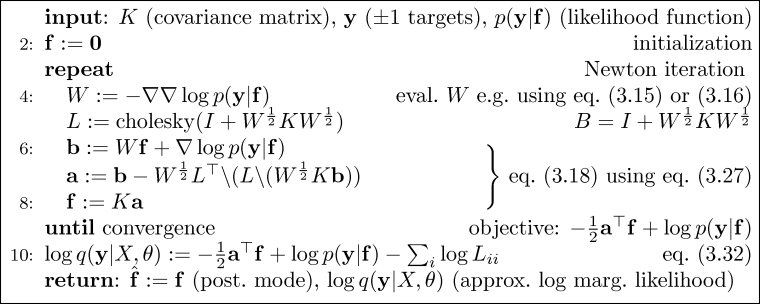 input: K (covariance matrix), y (±1 targets), p(y|f) (likelihood function)
2: f := 0 initialization
repeat Newton iteration
4: W := −∇∇ log p(y|f) eval. W e.g. using eq. (3.15) or (3.16)
L := cholesky(I + W^{1/2}KW^{1/2}) B = I + W^{1/2}KW^{1/2}
6: b := Wf + ∇ log p(y|f)
a := b − W^{1/2}L^⊤\(L\(W^{1/2}Kb)) } eq. (3.18) using eq. (3.27)
8: f := Ka
until convergence objective: −½a^⊤f + log p(y|f)
10: log q(y|X, θ) := −½a^⊤f + log p(y|f) − ∑_i log L_{ii} eq. (3.32)
return: f̂ := f (post. mode), log q(y|X, θ) (approx. log marg. likelihood)